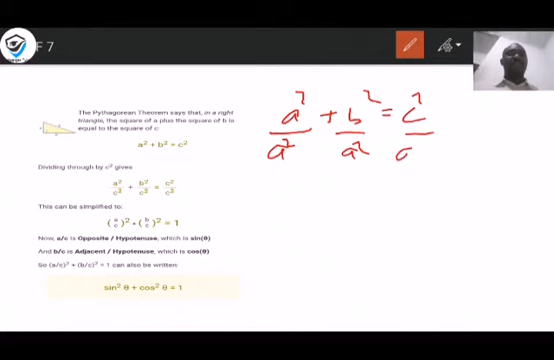 F 7
The Pythagorean Theorem says that, in a right
triangle, the square of a plus the square of b is
equal to the square of c:
a² + b² = c²
Dividing through by c² gives
a²/c² + b²/c² = c²/c²
This can be simplified to:
(a/c)² + (b/c)² = 1
Now, a/c is Opposite / Hypotenuse, which is sin(θ)
And b/c is Adjacent / Hypotenuse, which is cos(θ)
So (a/c)² + (b/c)² = 1 can also be written:
sin² θ + cos² θ = 1
a² + b² = c²
a² a² a